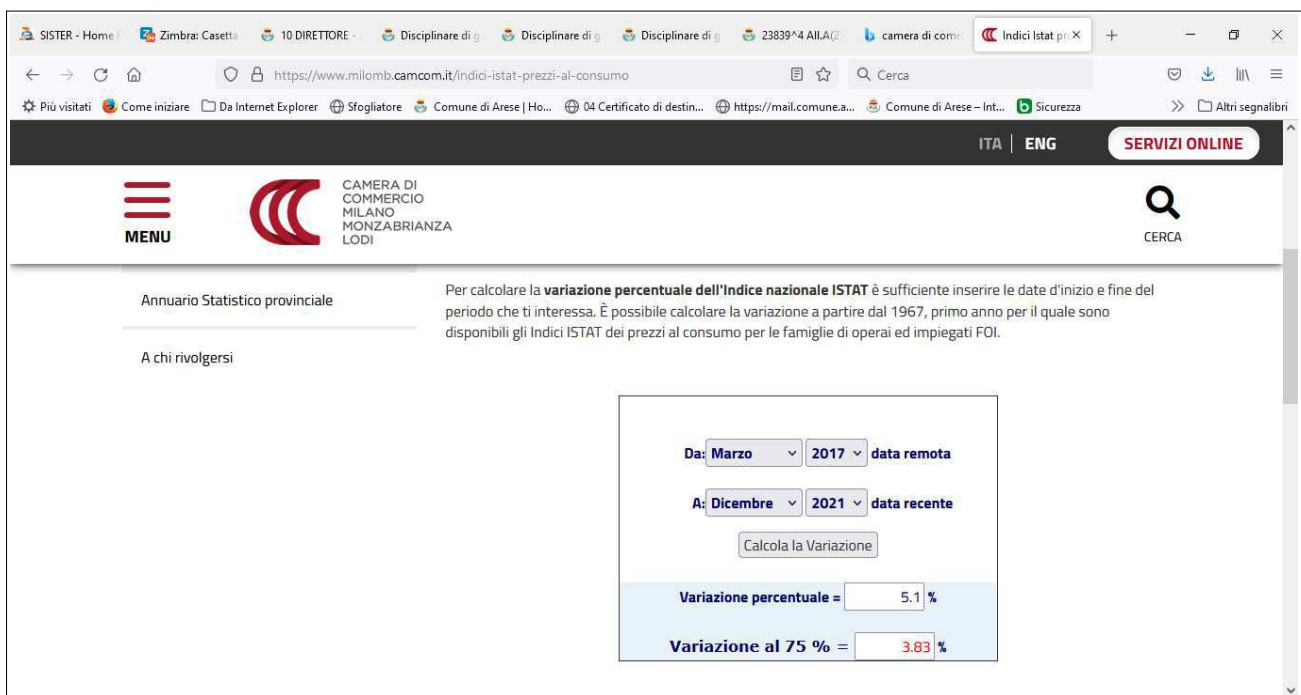 SISTER - Home
Zimbra: Casetta
10 DIRETTORE -
Disciplinare di g
Disciplinare di g
Disciplinare di g
23839^4 All.A(2)
camera di com
Indici Istat pr
https://www.milomb.camcom.it/indici-istat-prezzi-al-consumo
Cerca
Più visitati
Come iniziare
Da Internet Explorer
Sfogliatore
Comune di Arese | Ho...
04 Certificato di destin...
https://mail.comune.a...
Comune di Arese – Int...
Sicurezza
Altri segnalibri
ITA | ENG
SERVIZI ONLINE
MENU
CAMERA DI
COMMERCIO
MILANO
MONZABRIANZA
LODI
CERCA
Annuario Statistico provinciale
A chi rivolgersi
Per calcolare la variazione percentuale dell'Indice nazionale ISTAT è sufficiente inserire le date d'inizio e fine del
periodo che ti interessa. È possibile calcolare la variazione a partire dal 1967, primo anno per il quale sono
disponibili gli Indici ISTAT dei prezzi al consumo per le famiglie di operai ed impiegati FOI.
Da: Marzo 2017 data remota
A: Dicembre 2021 data recente
Calcola la Variazione
Variazione percentuale = 5.1 %
Variazione al 75 % = 3.83 %